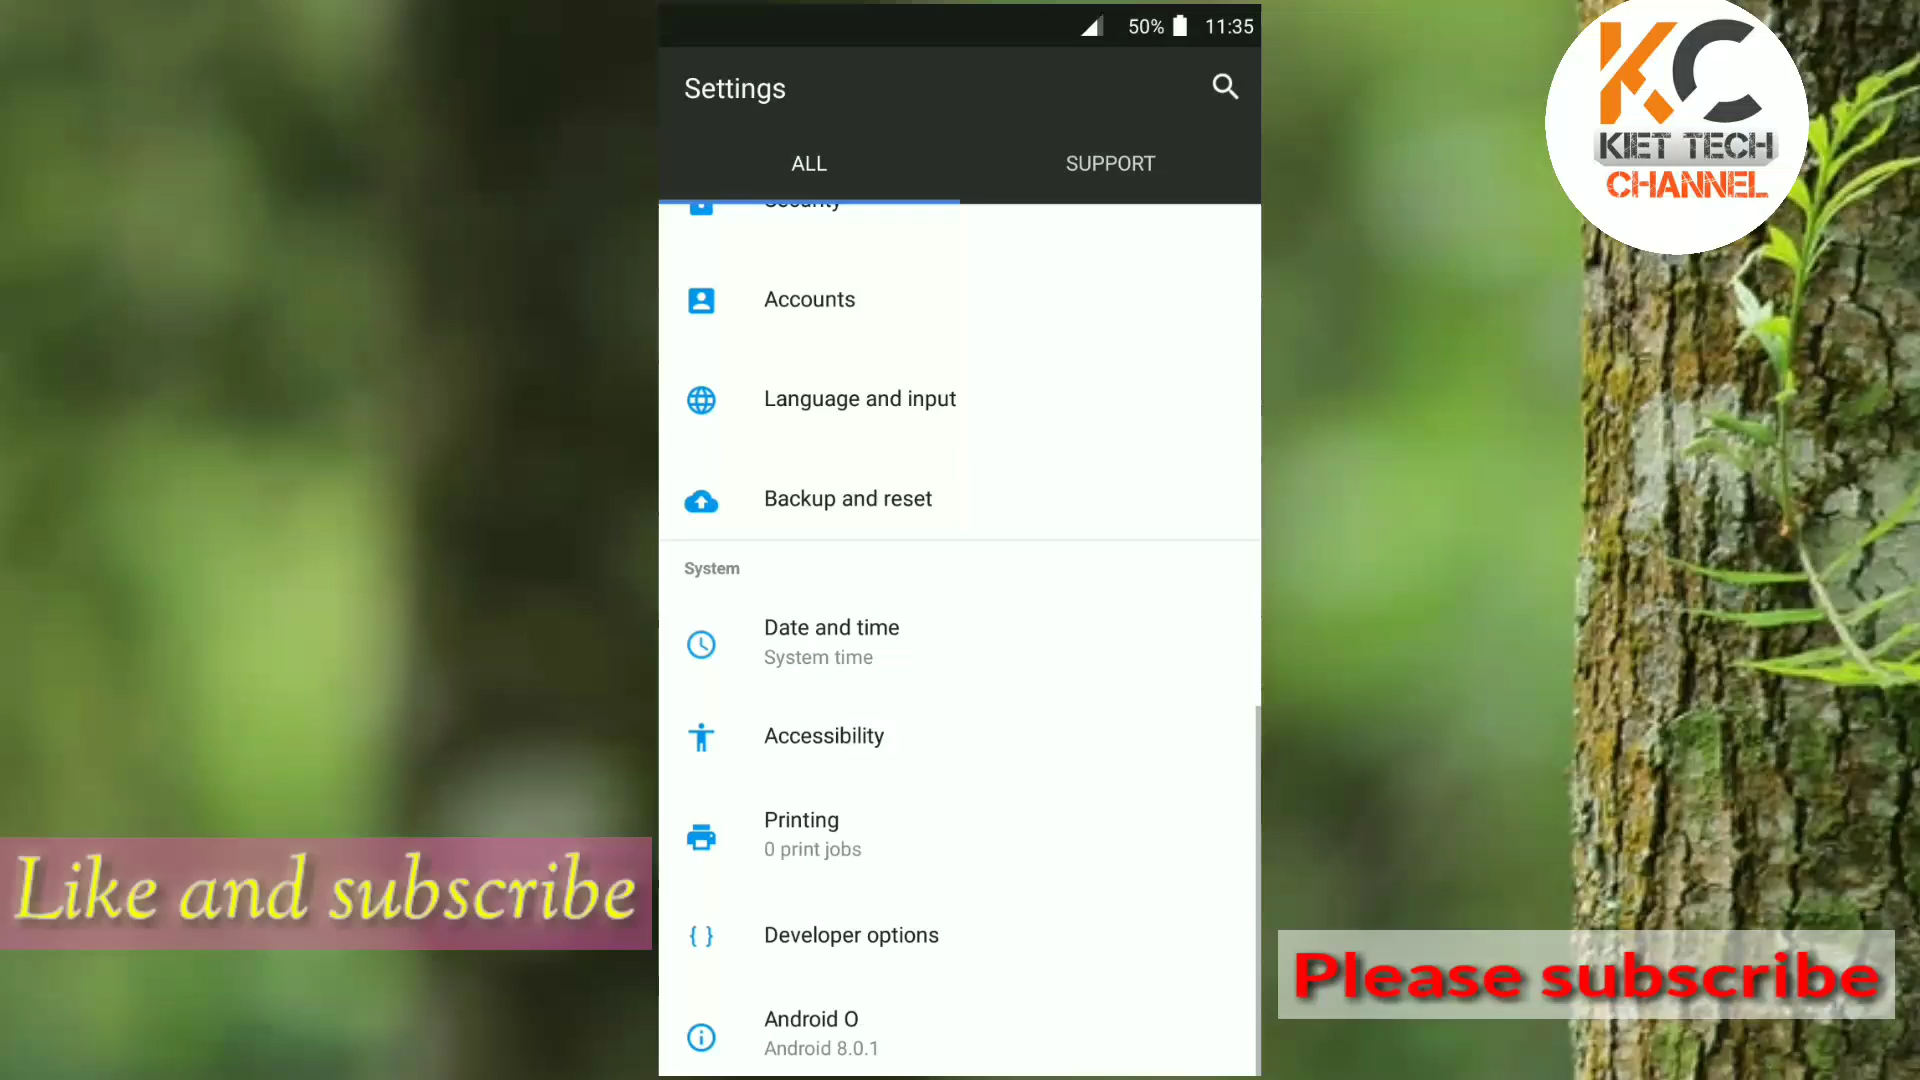 50% 11:35
Settings
ALL SUPPORT
Security
Accounts
Language and input
Backup and reset
System
Date and time
System time
Accessibility
Printing
0 print jobs
Developer options
Android O
Android 8.0.1
KC
KIET TECH
CHANNEL
Like and subscribe
Please subscribe